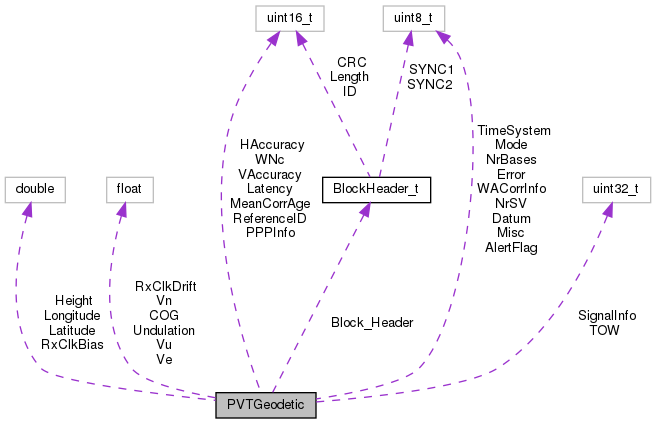 uint16_t
uint8_t
CRC
Length
ID
SYNC1
SYNC2
HAccuracy
WNc
VAccuracy
Latency
MeanCorrAge
ReferenceID
PPPInfo
TimeSystem
Mode
NrBases
Error
WACorrInfo
NrSV
Datum
Misc
AlertFlag
double
float
BlockHeader_t
uint32_t
Height
Longitude
Latitude
RxClkBias
RxClkDrift
Vn
COG
Undulation
Vu
Ve
Block_Header
SignalInfo
TOW
PVTGeodetic